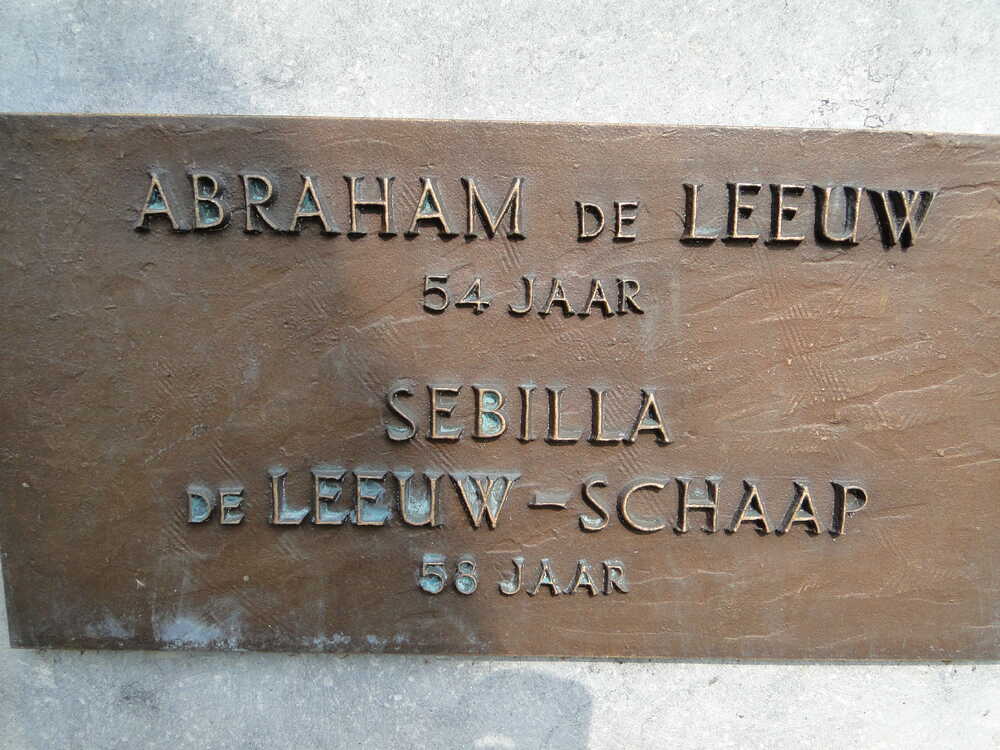 ABRAHAM DE LEEUW
54 JAAR
SEBILLA
DE LEEUW-SCHAAP
58 JAAR